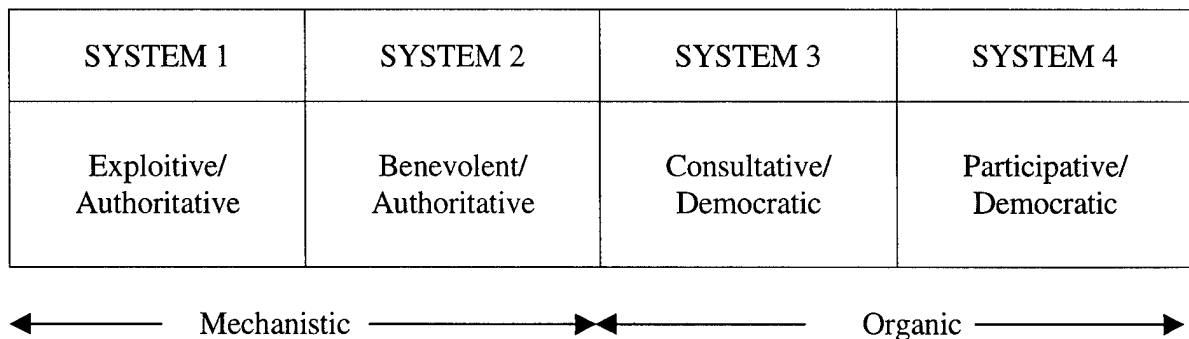 SYSTEM 1 SYSTEM 2 SYSTEM 3 SYSTEM 4
Exploitive/ Benevolent/ Consultative/ Participative/
Authoritative Authoritative Democratic Democratic
Mechanistic Organic